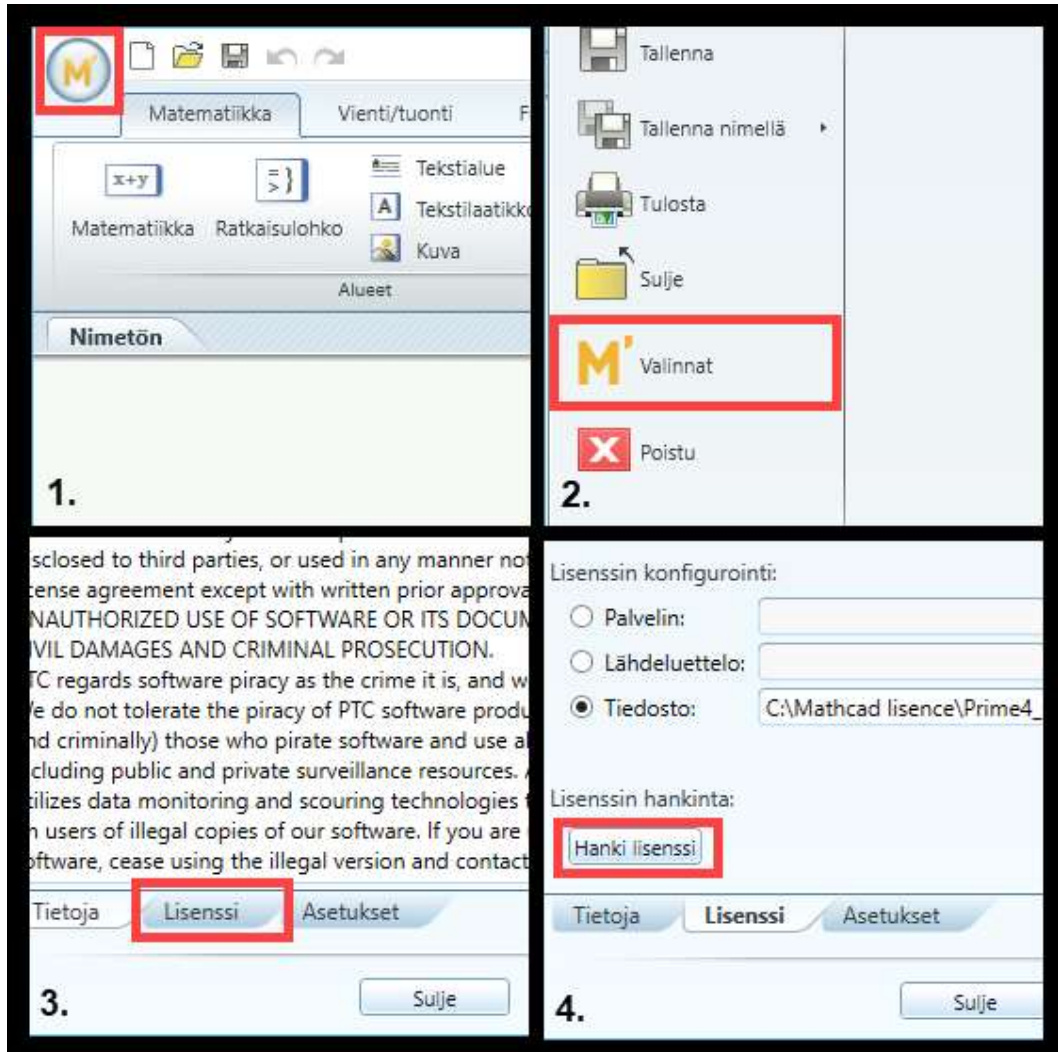 M'
Matematiikka Vienti/tuonti F
x+y = } >
Tekstialue
Matematiikka Ratkaisulohko A Tekstilaatikko
Kuva
Alueet
Nimetön
1.
Tallenna
Tallenna nimellä
Tulosta
Sulje
M' Valinnat
X Poistu
2.
sclosed to third parties, or used in any manner no
cense agreement except with written prior approva
NAUTHORIZED USE OF SOFTWARE OR ITS DOCUM
IVIL DAMAGES AND CRIMINAL PROSECUTION.
TC regards software piracy as the crime it is, and w
Ve do not tolerate the piracy of PTC software produ
nd criminally) those who pirate software and use al
cluding public and private surveillance resources. A
tilizes data monitoring and scouring technologies t
n users of illegal copies of our software. If you are
oftware, cease using the illegal version and contact
Tietoja Lisenssi Asetukset
3. Sulje
Lisenssin konfigurointi:
Palvelin:
Lähdeluettelo:
Tiedosto: C:\Mathcad lisence\Prime4_
Lisenssin hankinta:
Hanki lisenssi
Tietoja Lisenssi Asetukset
4. Sulje